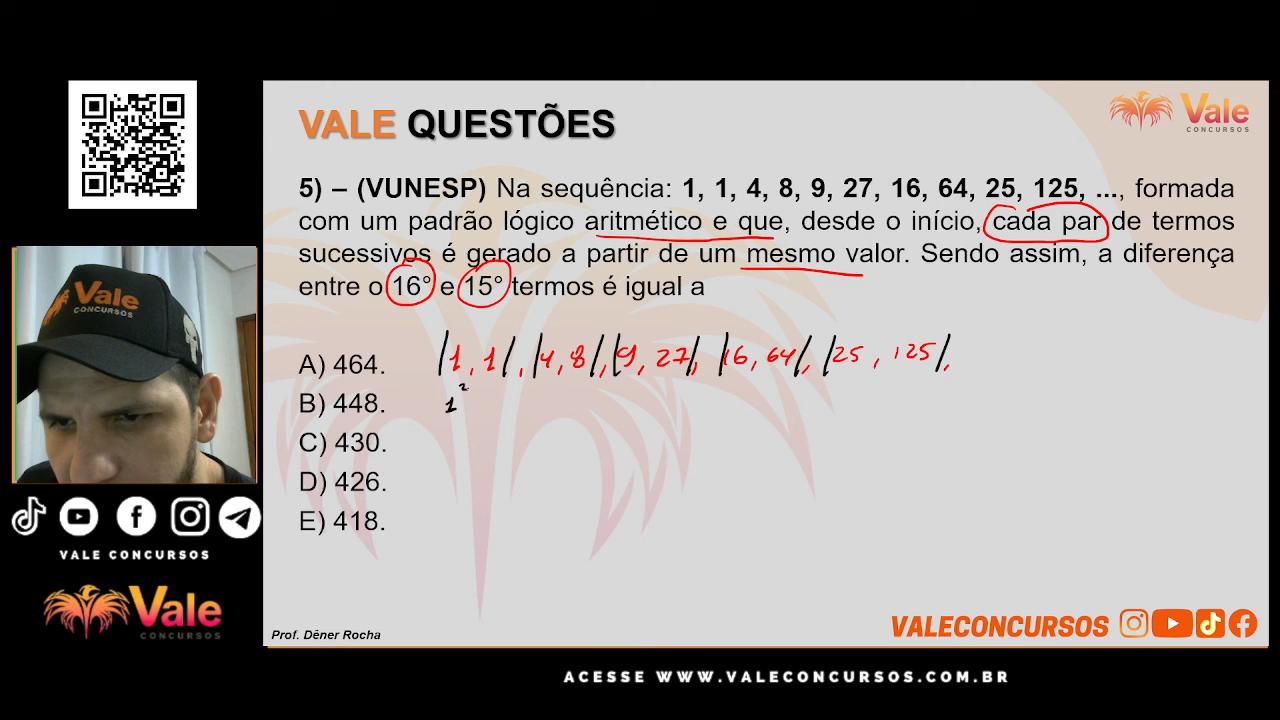 VALE QUESTÕES
Vale
CONCURSOS
5) – (VUNESP) Na sequência: 1, 1, 4, 8, 9, 27, 16, 64, 25, 125, ..., formada
com um padrão lógico aritmético e que, desde o início, cada par de termos
sucessivos é gerado a partir de um mesmo valor. Sendo assim, a diferença
entre o 16° e 15° termos é igual a
A) 464.
B) 448.
C) 430.
D) 426.
E) 418.
|1, 1/, |4, 8/, |9, 27/, |16, 64/, |25, 125/,
1²
Vale
CONCURSOS
VALE CONCURSOS
Vale
CONCURSOS
Prof. Dêner Rocha
VALECONCURSOS
ACESSE WWW.VALECONCURSOS.COM.BR